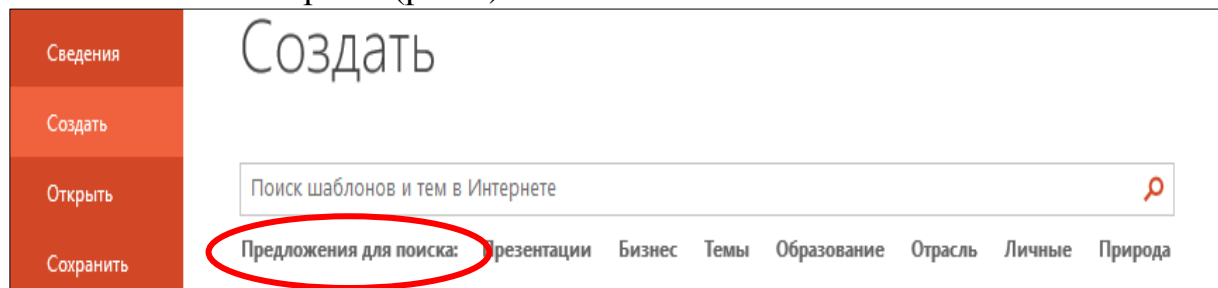 Сведения
Создать
Открыть
Сохранить
Создать
Поиск шаблонов и тем в Интернете
Предложения для поиска: Презентации Бизнес Темы Образование Отрасль Личные Природа